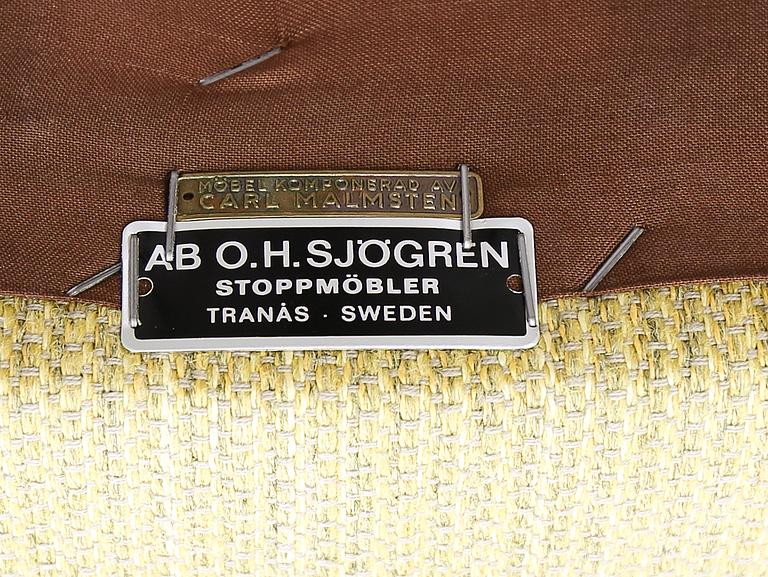 MÖBEL KOMPONERAD AV
CARL MALMSTEN
AB O.H. SJÖGREN
STOPPMÖBLER
TRANÅS · SWEDEN